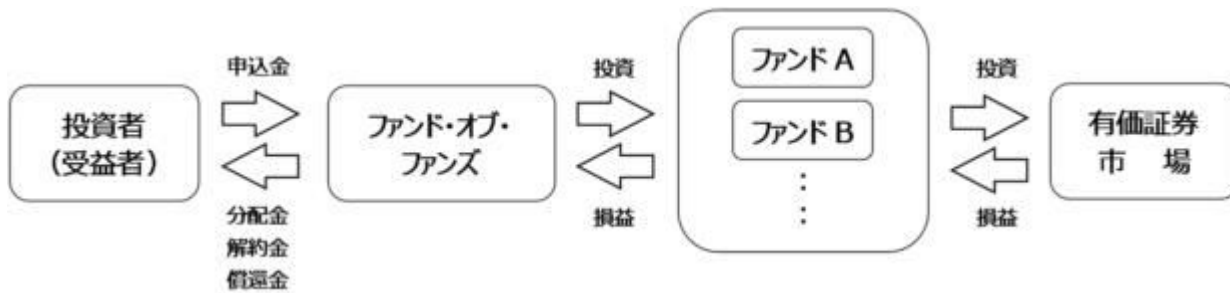 申込金
投資者
（受益者）
分配金
解約金
償還金
ファンド・オブ・
ファンズ
投資
損益
ファンド A
ファンド B
投資
損益
有価証券
市　場